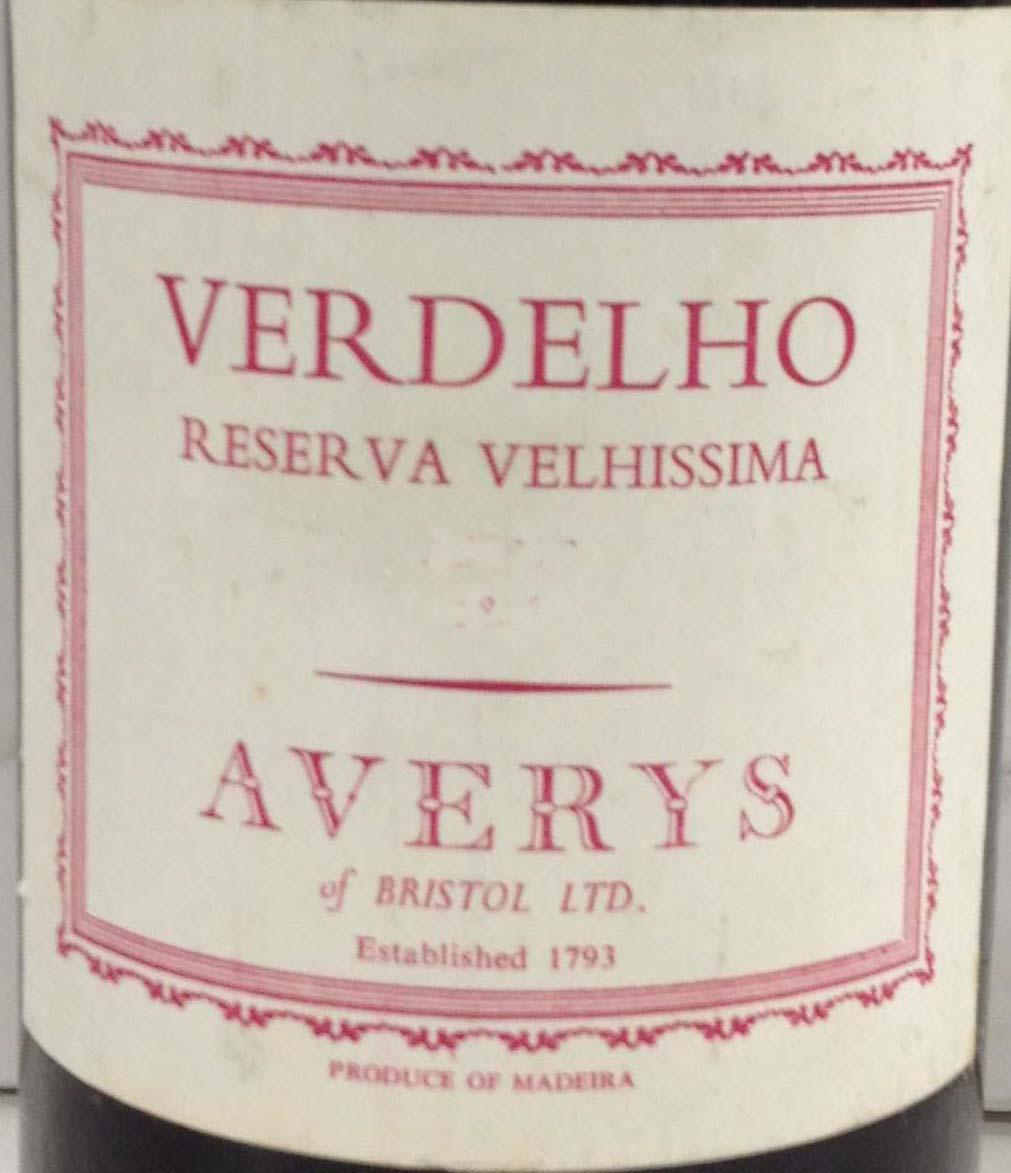 VERDELHO
RESERVA VELHISSIMA
AVERYS
of BRISTOL LTD.
Established 1793
PRODUCE OF MADEIRA